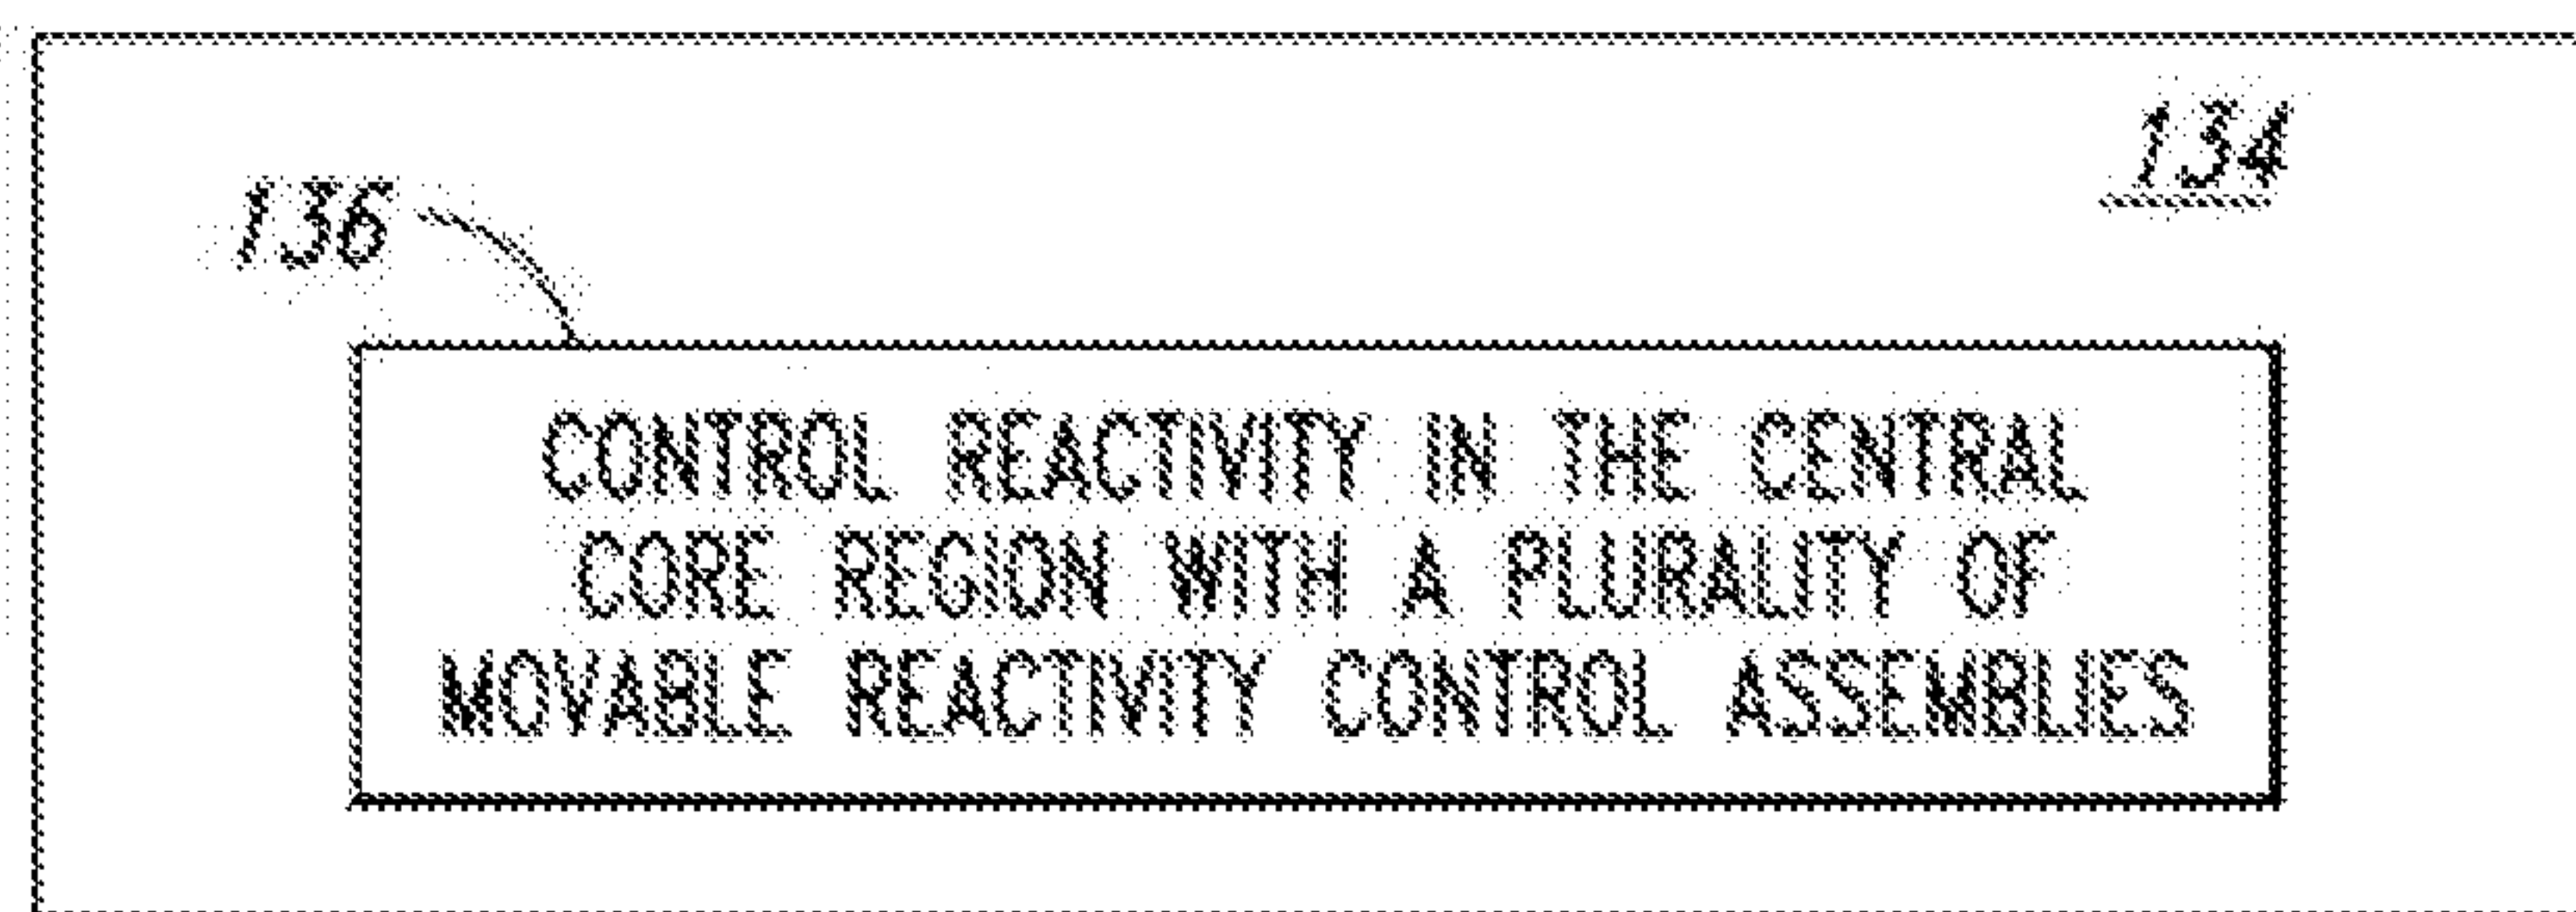 134
136
CONTROL REACTIVITY IN THE CENTRAL
CORE REGION WITH A PLURALITY OF
MOVABLE REACTIVITY CONTROL ASSEMBLIES